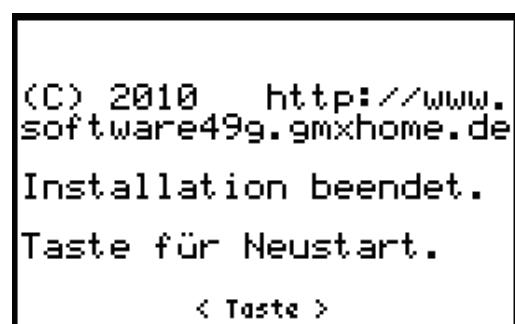 (C) 2010   http://www.
software49g.gmxhome.de
Installation beendet.
Taste für Neustart.
< Taste >